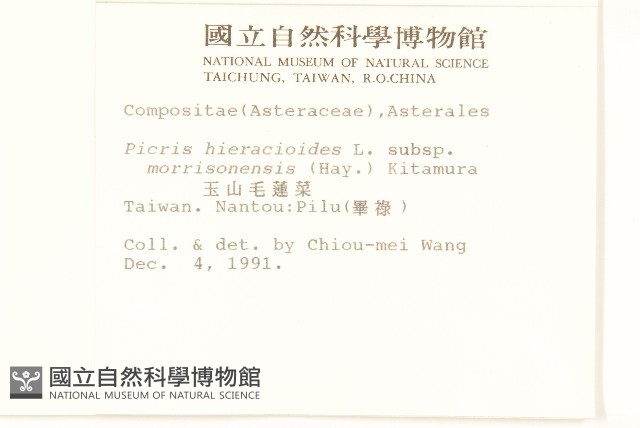 國立自然科學博物館
NATIONAL MUSEUM OF NATURAL SCIENCE
TAICHUNG, TAIWAN, R.O.CHINA
Compositae(Asteraceae),Asterales
Picris hieracioides L. subsp.
morrisonensis (Hay.) Kitamura
玉山毛蓮菜
Taiwan. Nantou:Pilu(畢祿)
Coll. & det. by Chiou-mei Wang
Dec. 4, 1991.
國立自然科學博物館
NATIONAL MUSEUM OF NATURAL SCIENCE